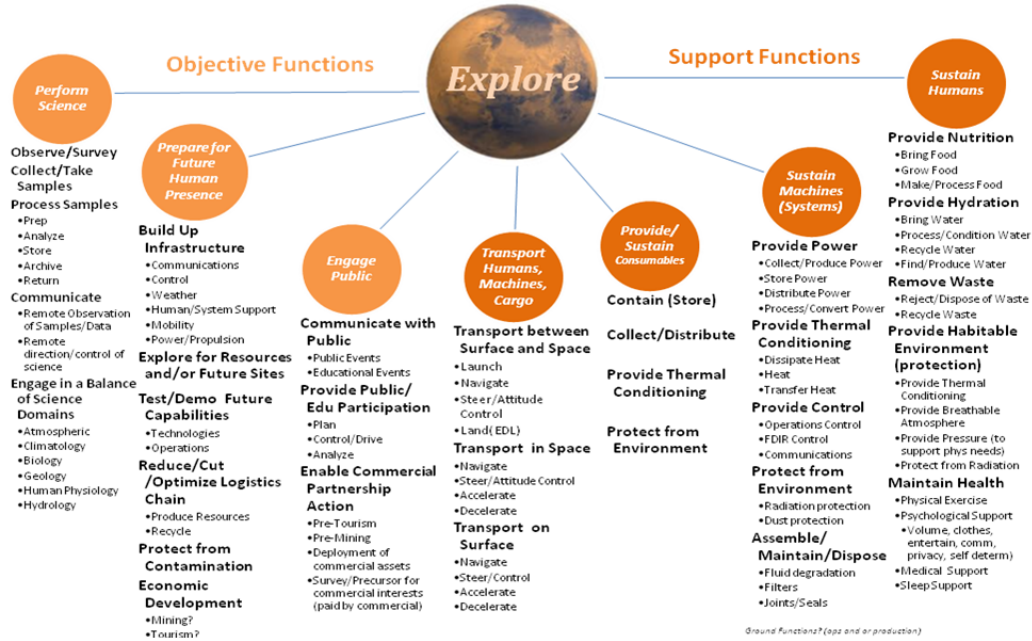 Explore
Objective Functions
Support Functions
Perform
Science
Observe/Survey
Collect/Take
Samples
Process Samples
•Prep
•Analyze
•Store
•Archive
•Return
Communicate
•Remote Observation
of Samples/Data
•Remote
direction/control of
science
Engage in a Balance
of Science
Domains
•Atmospheric
•Climatology
•Biology
•Geology
•Human Physiology
•Hydrology
Prepare for
Future
Human
Presence
Build Up
Infrastructure
•Communications
•Control
•Weather
•Human/System Support
•Mobility
•Power/Propulsion
Explore for Resources
and/or Future Sites
Test/Demo Future
Capabilities
•Technologies
•Operations
Reduce/Cut
/Optimize Logistics
Chain
•Produce Resources
•Recycle
Protect from
Contamination
Economic
Development
•Mining?
•Tourism?
Engage
Public
Communicate with
Public
•Public Events
•Educational Events
Provide Public/
Edu Participation
•Plan
•Control/Drive
•Analyze
Enable Commercial
Partnership
Action
•Pre-Tourism
•Pre-Mining
•Deployment of
commercial assets
•Survey/Precursor for
commercial interests
(paid by commercial)
Transport
Humans,
Machines,
Cargo
Transport between
Surface and Space
•Launch
•Navigate
•Steer/Attitude
Control
•Land( EDL)
Transport in Space
•Navigate
•Steer/Attitude Control
•Accelerate
•Decelerate
Transport on
Surface
•Navigate
•Steer/Control
•Accelerate
•Decelerate
Provide/
Sustain
Consumables
Contain (Store)
Collect/Distribute
Provide Thermal
Conditioning
Protect from
Environment
Sustain
Machines
(Systems)
Provide Power
•Collect/Produce Power
•Store Power
•Distribute Power
•Process/Convert Power
Provide Thermal
Conditioning
•Dissipate Heat
•Heat
•Transfer Heat
Provide Control
•Operations Control
•FDIR Control
•Communications
Protect from
Environment
•Radiation protection
•Dust protection
Assemble/
Maintain/Dispose
•Fluid degradation
•Filters
•Joints/Seals
Sustain
Humans
Provide Nutrition
•Bring Food
•Grow Food
•Make/Process Food
Provide Hydration
•Bring Water
•Process/Condition Water
•Recycle Water
•Find/Produce Water
Remove Waste
•Reject/Dispose of Waste
•Recycle Waste
Provide Habitable
Environment
(protection)
•Provide Thermal
Conditioning
•Provide Breathable
Atmosphere
•Provide Pressure (to
support phys needs)
•Protect from Radiation
Maintain Health
•Physical Exercise
•Psychological Support
•Volume, clothes,
entertain, comm,
privacy, self determ)
•Medical Support
•Sleep Support
Ground Functions? (ops and or production)